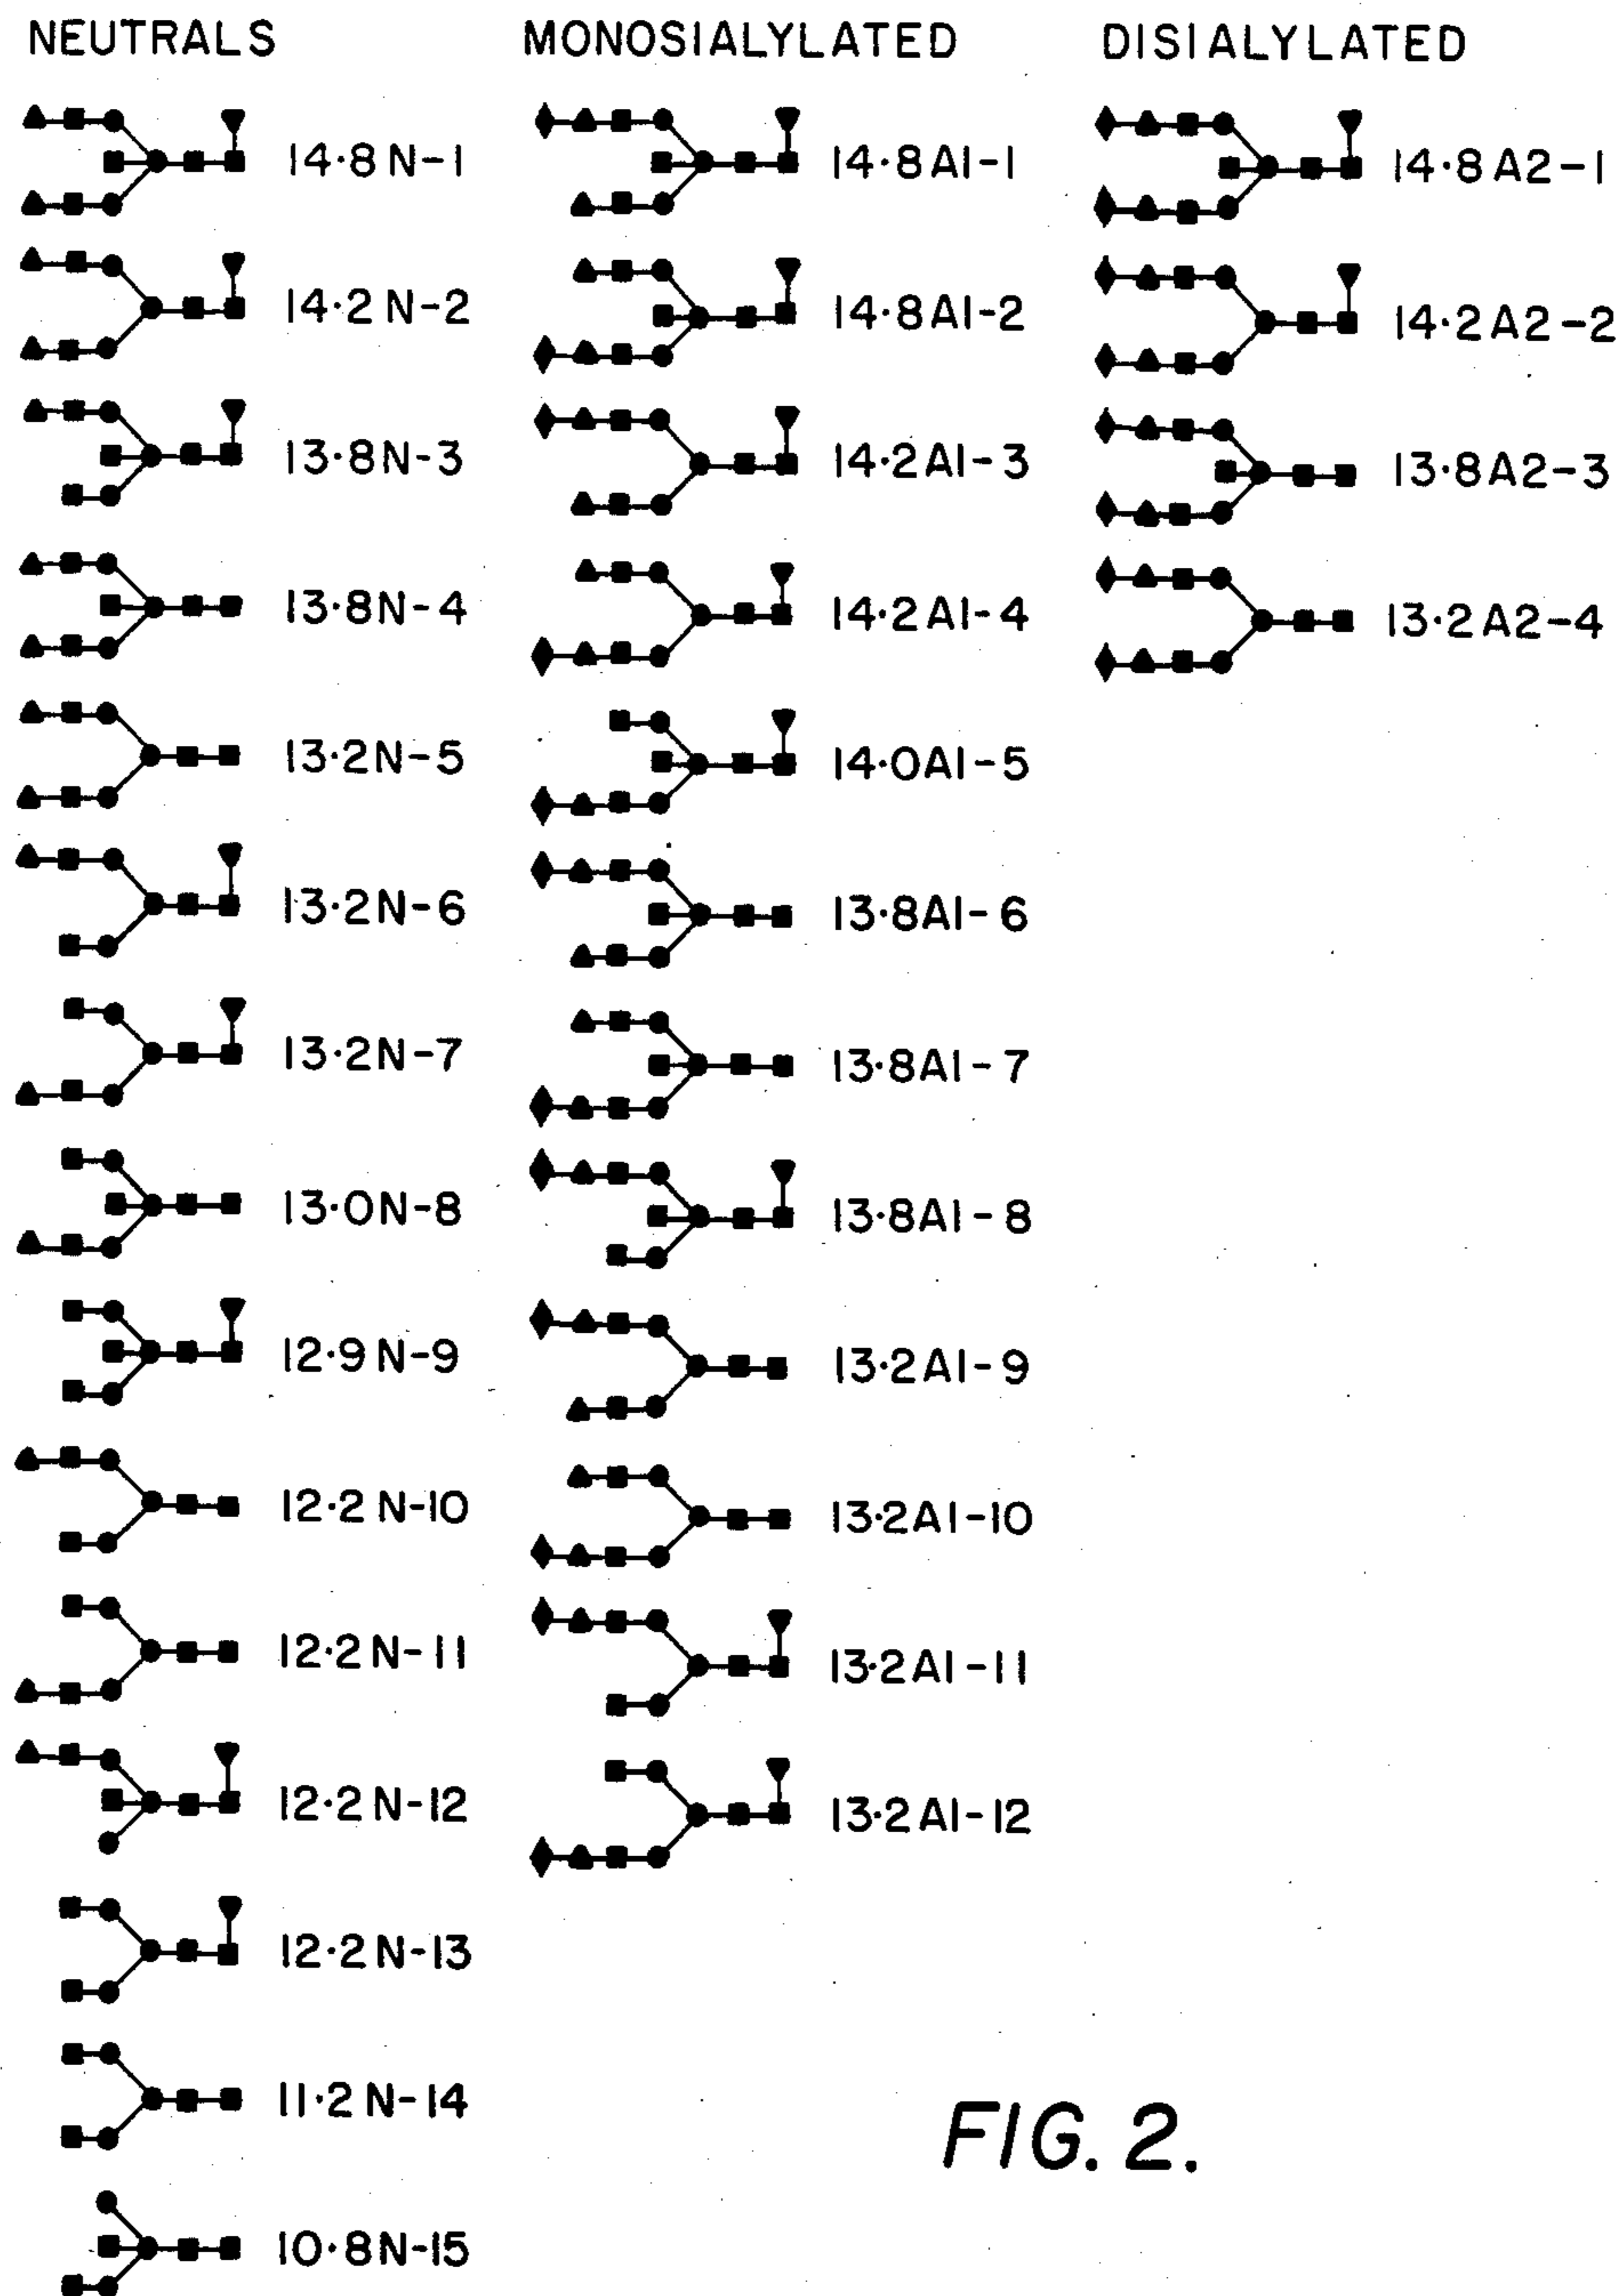 NEUTRALS
14·8N-1
14·2N-2
13·8N-3
13·8N-4
13·2N-5
13·2N-6
13·2N-7
13·0N-8
12·9N-9
12·2N-10
12·2N-11
12·2N-12
12·2N-13
11·2N-14
10·8N-15
MONOSIALYLATED
14·8A1-1
14·8A1-2
14·2A1-3
14·2A1-4
14·0A1-5
13·8A1-6
13·8A1-7
13·8A1-8
13·2A1-9
13·2A1-10
13·2A1-11
13·2A1-12
DISIALYLATED
14·8A2-1
14·2A2-2
13·8A2-3
13·2A2-4
FIG. 2.